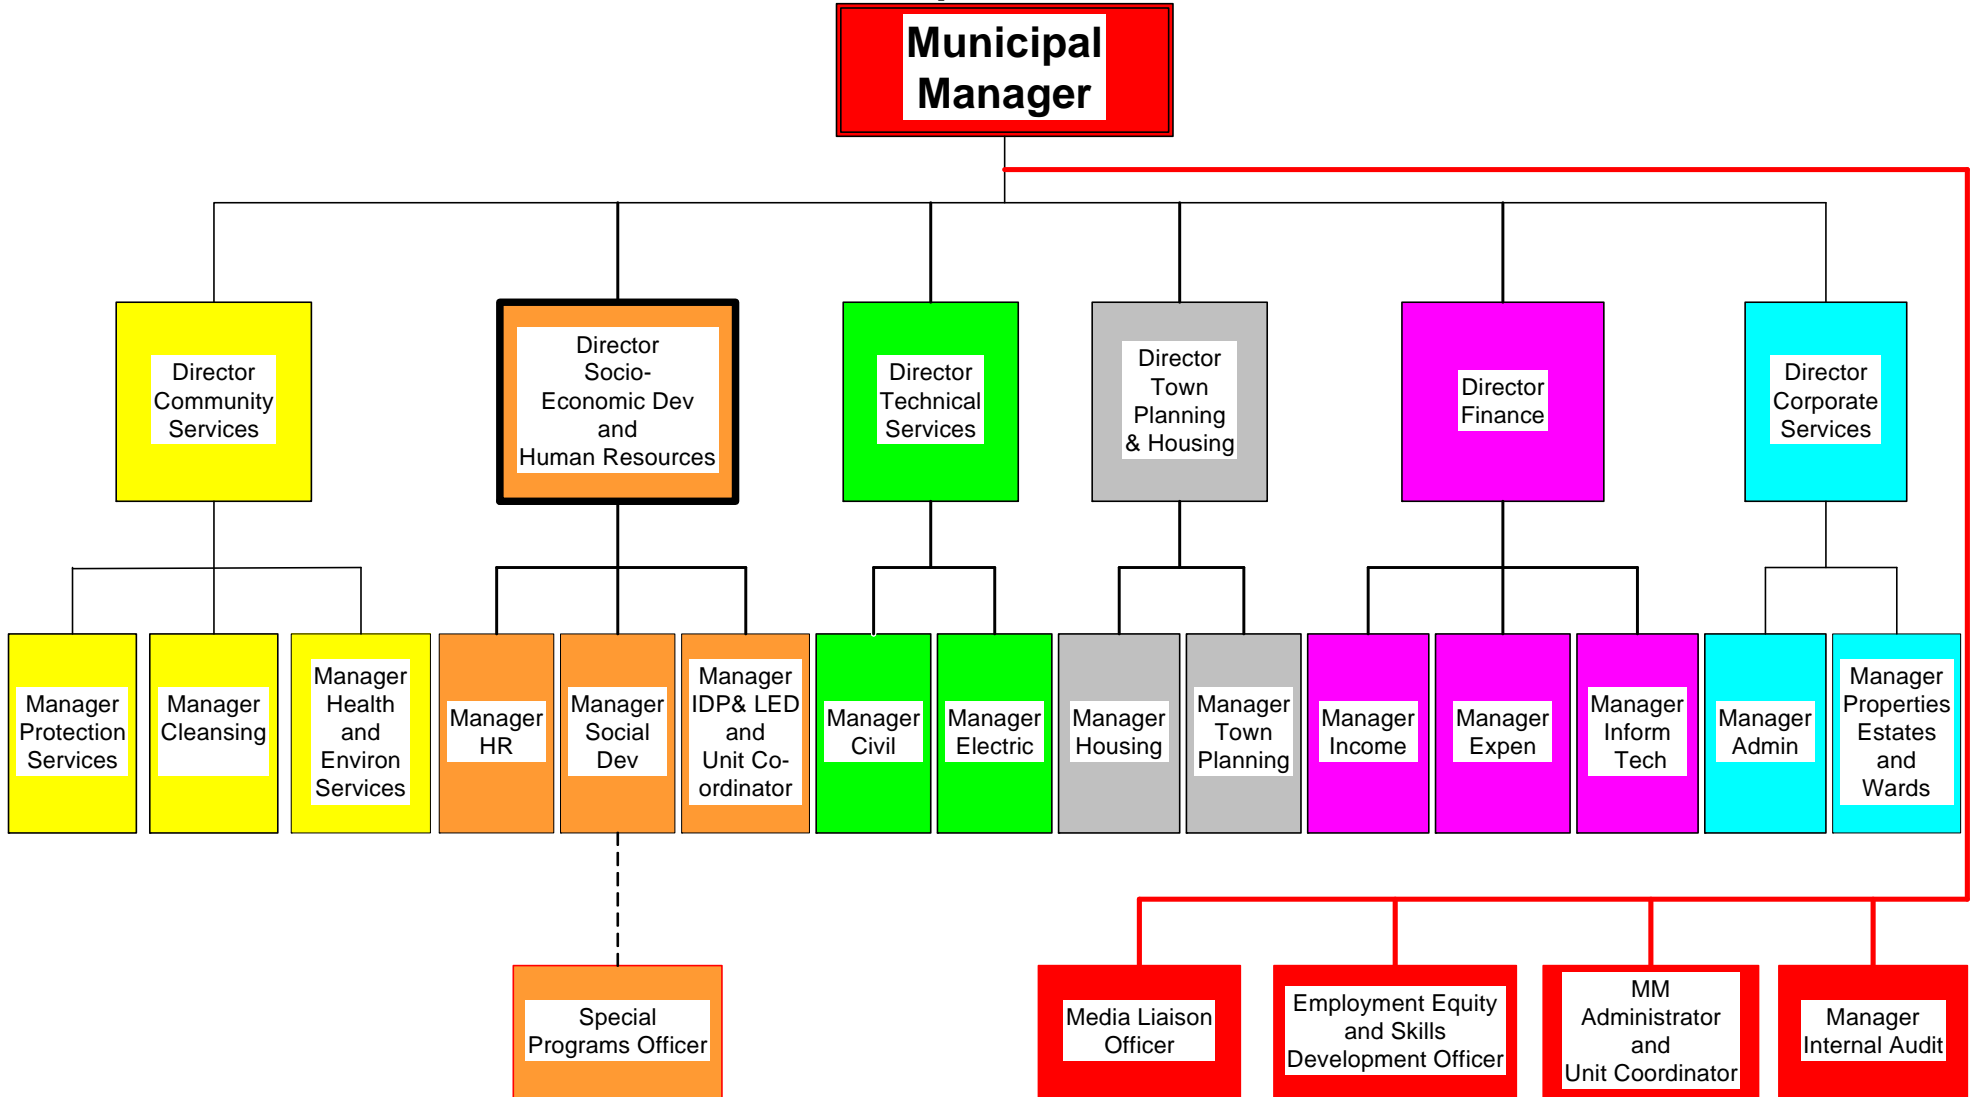 Municipal
Manager
Director
Community
Services
Director
Socio-
Economic Dev
and
Human Resources
Director
Technical
Services
Director
Town
Planning
& Housing
Director
Finance
Director
Corporate
Services
Manager
Protection
Services
Manager
Cleansing
Manager
Health
and
Environ
Services
Manager
HR
Manager
Social
Dev
Manager
IDP& LED
and
Unit Co-
ordinator
Manager
Civil
Manager
Electric
Manager
Housing
Manager
Town
Planning
Manager
Income
Manager
Expen
Manager
Inform
Tech
Manager
Admin
Manager
Properties
Estates
and
Wards
Special
Programs Officer
Media Liaison
Officer
Employment Equity
and Skills
Development Officer
MM
Administrator
and
Unit Coordinator
Manager
Internal Audit